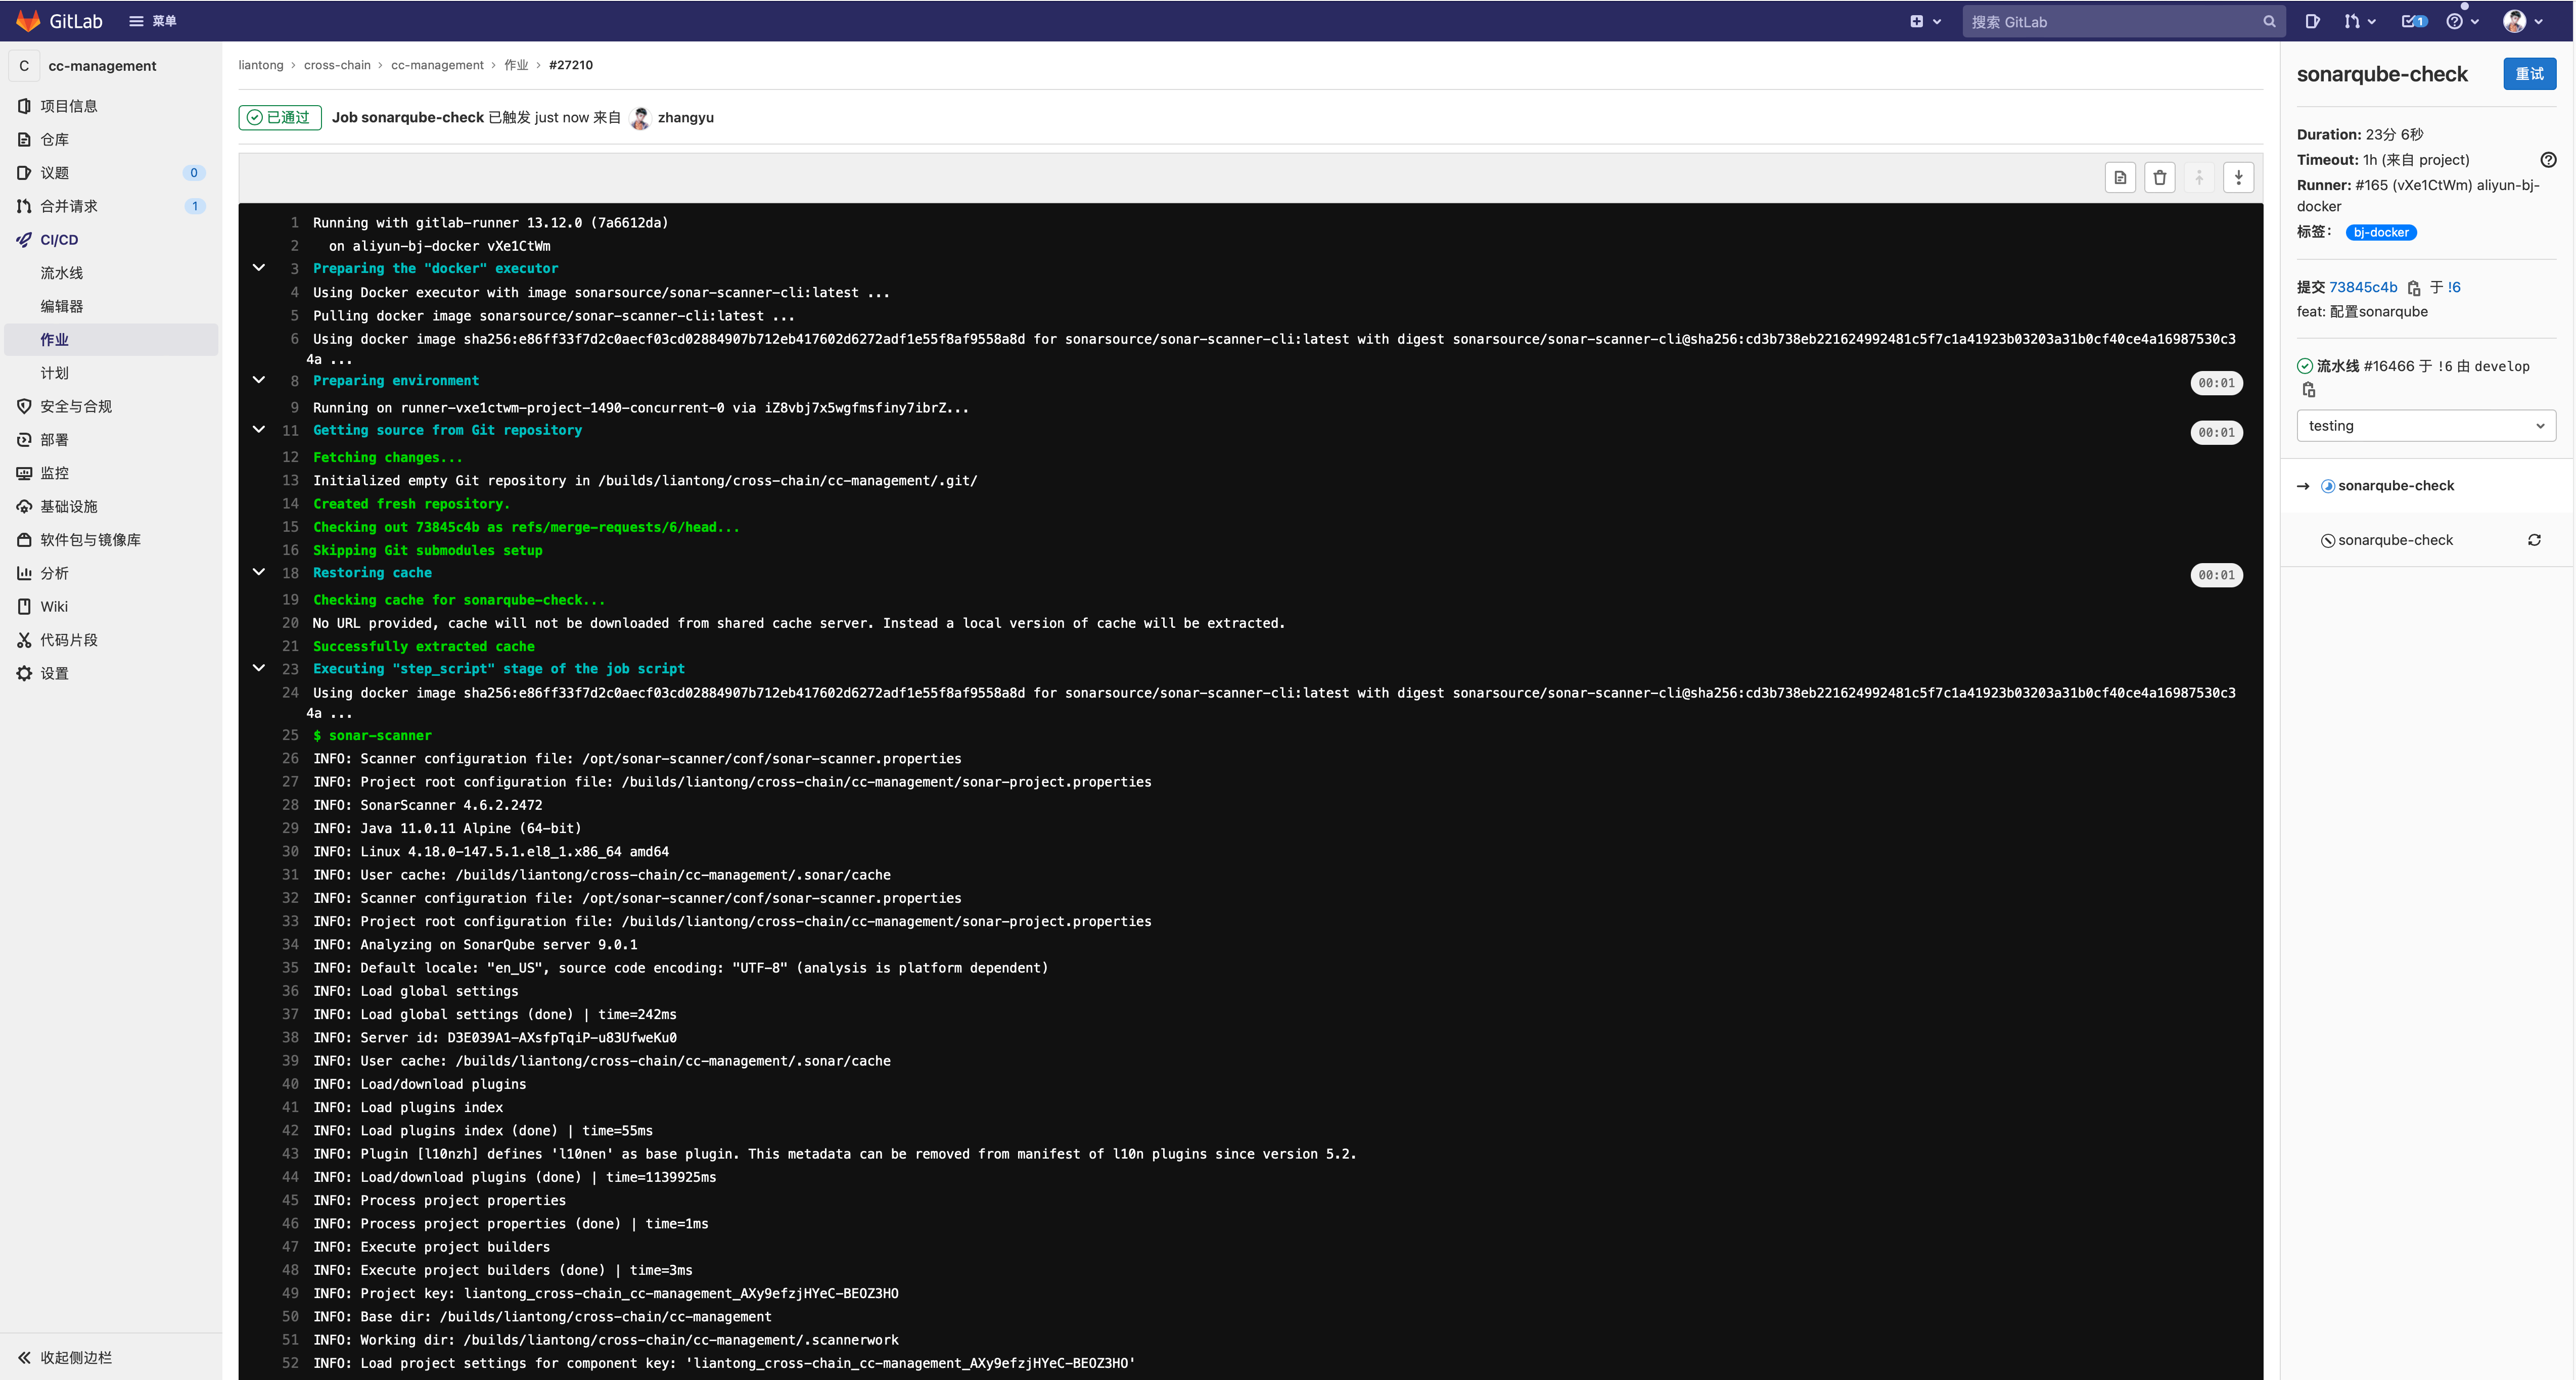 GitLab
菜单
搜索 GitLab
1
C
cc-management
项目信息
仓库
议题 0
合并请求 1
CI/CD
流水线
编辑器
作业
计划
安全与合规
部署
监控
基础设施
软件包与镜像库
分析
Wiki
代码片段
设置
收起侧边栏
liantong › cross-chain › cc-management › 作业 › #27210
已通过 Job sonarqube-check 已触发 just now 来自 zhangyu
1 Running with gitlab-runner 13.12.0 (7a6612da)
2 on aliyun-bj-docker vXe1CtWm
3 Preparing the "docker" executor
4 Using Docker executor with image sonarsource/sonar-scanner-cli:latest ...
5 Pulling docker image sonarsource/sonar-scanner-cli:latest ...
6 Using docker image sha256:e86ff33f7d2c0aecf03cd02884907b712eb417602d6272adf1e55f8af9558a8d for sonarsource/sonar-scanner-cli:latest with digest sonarsource/sonar-scanner-cli@sha256:cd3b738eb221624992481c5f7c1a41923b03203a31b0cf40ce4a16987530c3
4a ...
8 Preparing environment 00:01
9 Running on runner-vxe1ctwm-project-1490-concurrent-0 via iZ8vbj7x5wgfmsfiny7ibrZ...
11 Getting source from Git repository 00:01
12 Fetching changes...
13 Initialized empty Git repository in /builds/liantong/cross-chain/cc-management/.git/
14 Created fresh repository.
15 Checking out 73845c4b as refs/merge-requests/6/head...
16 Skipping Git submodules setup
18 Restoring cache 00:01
19 Checking cache for sonarqube-check...
20 No URL provided, cache will not be downloaded from shared cache server. Instead a local version of cache will be extracted.
21 Successfully extracted cache
23 Executing "step_script" stage of the job script
24 Using docker image sha256:e86ff33f7d2c0aecf03cd02884907b712eb417602d6272adf1e55f8af9558a8d for sonarsource/sonar-scanner-cli:latest with digest sonarsource/sonar-scanner-cli@sha256:cd3b738eb221624992481c5f7c1a41923b03203a31b0cf40ce4a16987530c3
4a ...
25 $ sonar-scanner
26 INFO: Scanner configuration file: /opt/sonar-scanner/conf/sonar-scanner.properties
27 INFO: Project root configuration file: /builds/liantong/cross-chain/cc-management/sonar-project.properties
28 INFO: SonarScanner 4.6.2.2472
29 INFO: Java 11.0.11 Alpine (64-bit)
30 INFO: Linux 4.18.0-147.5.1.el8_1.x86_64 amd64
31 INFO: User cache: /builds/liantong/cross-chain/cc-management/.sonar/cache
32 INFO: Scanner configuration file: /opt/sonar-scanner/conf/sonar-scanner.properties
33 INFO: Project root configuration file: /builds/liantong/cross-chain/cc-management/sonar-project.properties
34 INFO: Analyzing on SonarQube server 9.0.1
35 INFO: Default locale: "en_US", source code encoding: "UTF-8" (analysis is platform dependent)
36 INFO: Load global settings
37 INFO: Load global settings (done) | time=242ms
38 INFO: Server id: D3E039A1-AXsfpTqiP-u83UfweKu0
39 INFO: User cache: /builds/liantong/cross-chain/cc-management/.sonar/cache
40 INFO: Load/download plugins
41 INFO: Load plugins index
42 INFO: Load plugins index (done) | time=55ms
43 INFO: Plugin [l10nzh] defines 'l10nen' as base plugin. This metadata can be removed from manifest of l10n plugins since version 5.2.
44 INFO: Load/download plugins (done) | time=1139925ms
45 INFO: Process project properties
46 INFO: Process project properties (done) | time=1ms
47 INFO: Execute project builders
48 INFO: Execute project builders (done) | time=3ms
49 INFO: Project key: liantong_cross-chain_cc-management_AXy9efzjHYeC-BEOZ3HO
50 INFO: Base dir: /builds/liantong/cross-chain/cc-management
51 INFO: Working dir: /builds/liantong/cross-chain/cc-management/.scannerwork
52 INFO: Load project settings for component key: 'liantong_cross-chain_cc-management_AXy9efzjHYeC-BEOZ3HO'
sonarqube-check 重试
Duration: 23分 6秒
Timeout: 1h (来自 project)
Runner: #165 (vXe1CtWm) aliyun-bj-
docker
标签： bj-docker
提交 73845c4b 于 !6
feat: 配置sonarqube
流水线 #16466 于 !6 由 develop
testing
→ sonarqube-check
sonarqube-check